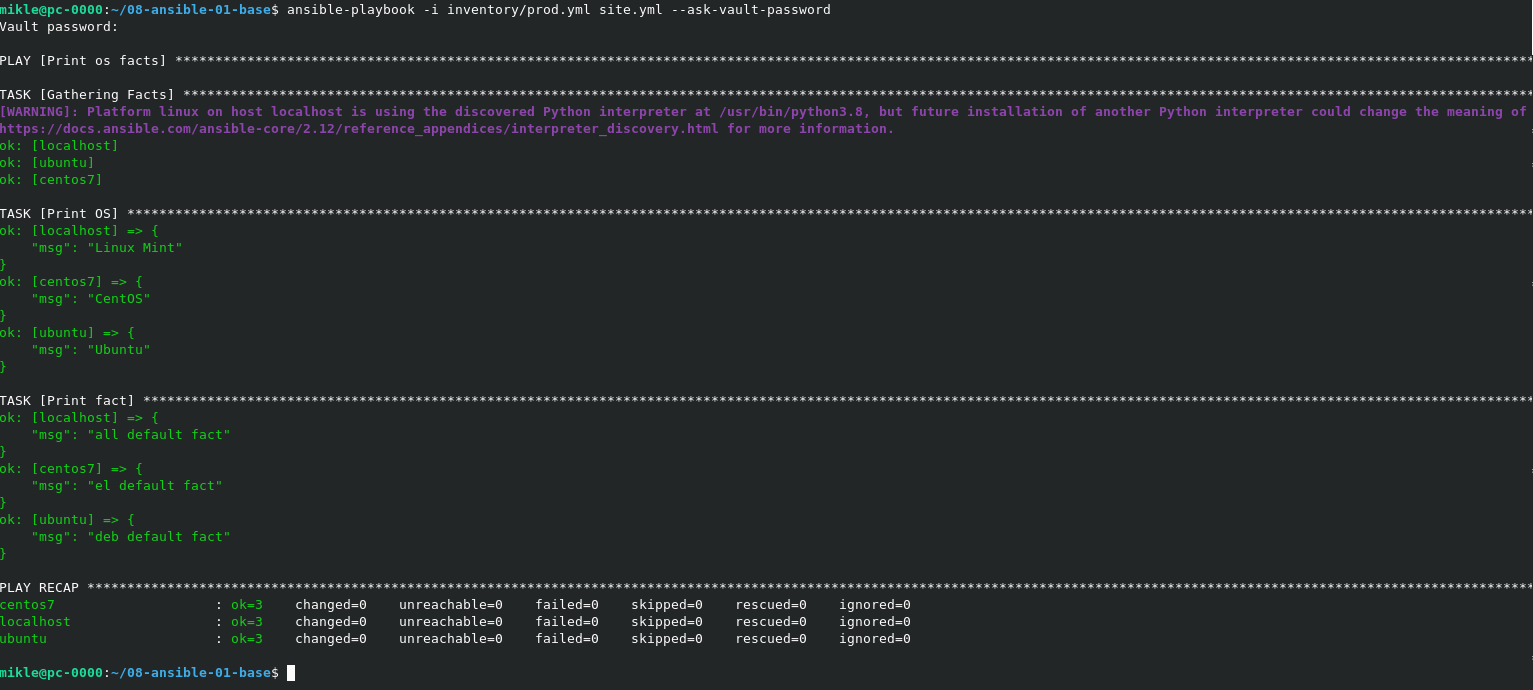 mikle@pc-0000:~/08-ansible-01-base$ ansible-playbook -i inventory/prod.yml site.yml --ask-vault-password
Vault password:
PLAY [Print os facts] ****************************************************************************************************************************************************************************
TASK [Gathering Facts] ***************************************************************************************************************************************************************************
[WARNING]: Platform linux on host localhost is using the discovered Python interpreter at /usr/bin/python3.8, but future installation of another Python interpreter could change the meaning of
https://docs.ansible.com/ansible-core/2.12/reference_appendices/interpreter_discovery.html for more information.
ok: [localhost]
ok: [ubuntu]
ok: [centos7]
TASK [Print OS] **********************************************************************************************************************************************************************************
ok: [localhost] => {
    "msg": "Linux Mint"
}
ok: [centos7] => {
    "msg": "CentOS"
}
ok: [ubuntu] => {
    "msg": "Ubuntu"
}
TASK [Print fact] ********************************************************************************************************************************************************************************
ok: [localhost] => {
    "msg": "all default fact"
}
ok: [centos7] => {
    "msg": "el default fact"
}
ok: [ubuntu] => {
    "msg": "deb default fact"
}
PLAY RECAP ***************************************************************************************************************************************************************************************
centos7                    : ok=3    changed=0    unreachable=0    failed=0    skipped=0    rescued=0    ignored=0
localhost                  : ok=3    changed=0    unreachable=0    failed=0    skipped=0    rescued=0    ignored=0
ubuntu                     : ok=3    changed=0    unreachable=0    failed=0    skipped=0    rescued=0    ignored=0
mikle@pc-0000:~/08-ansible-01-base$